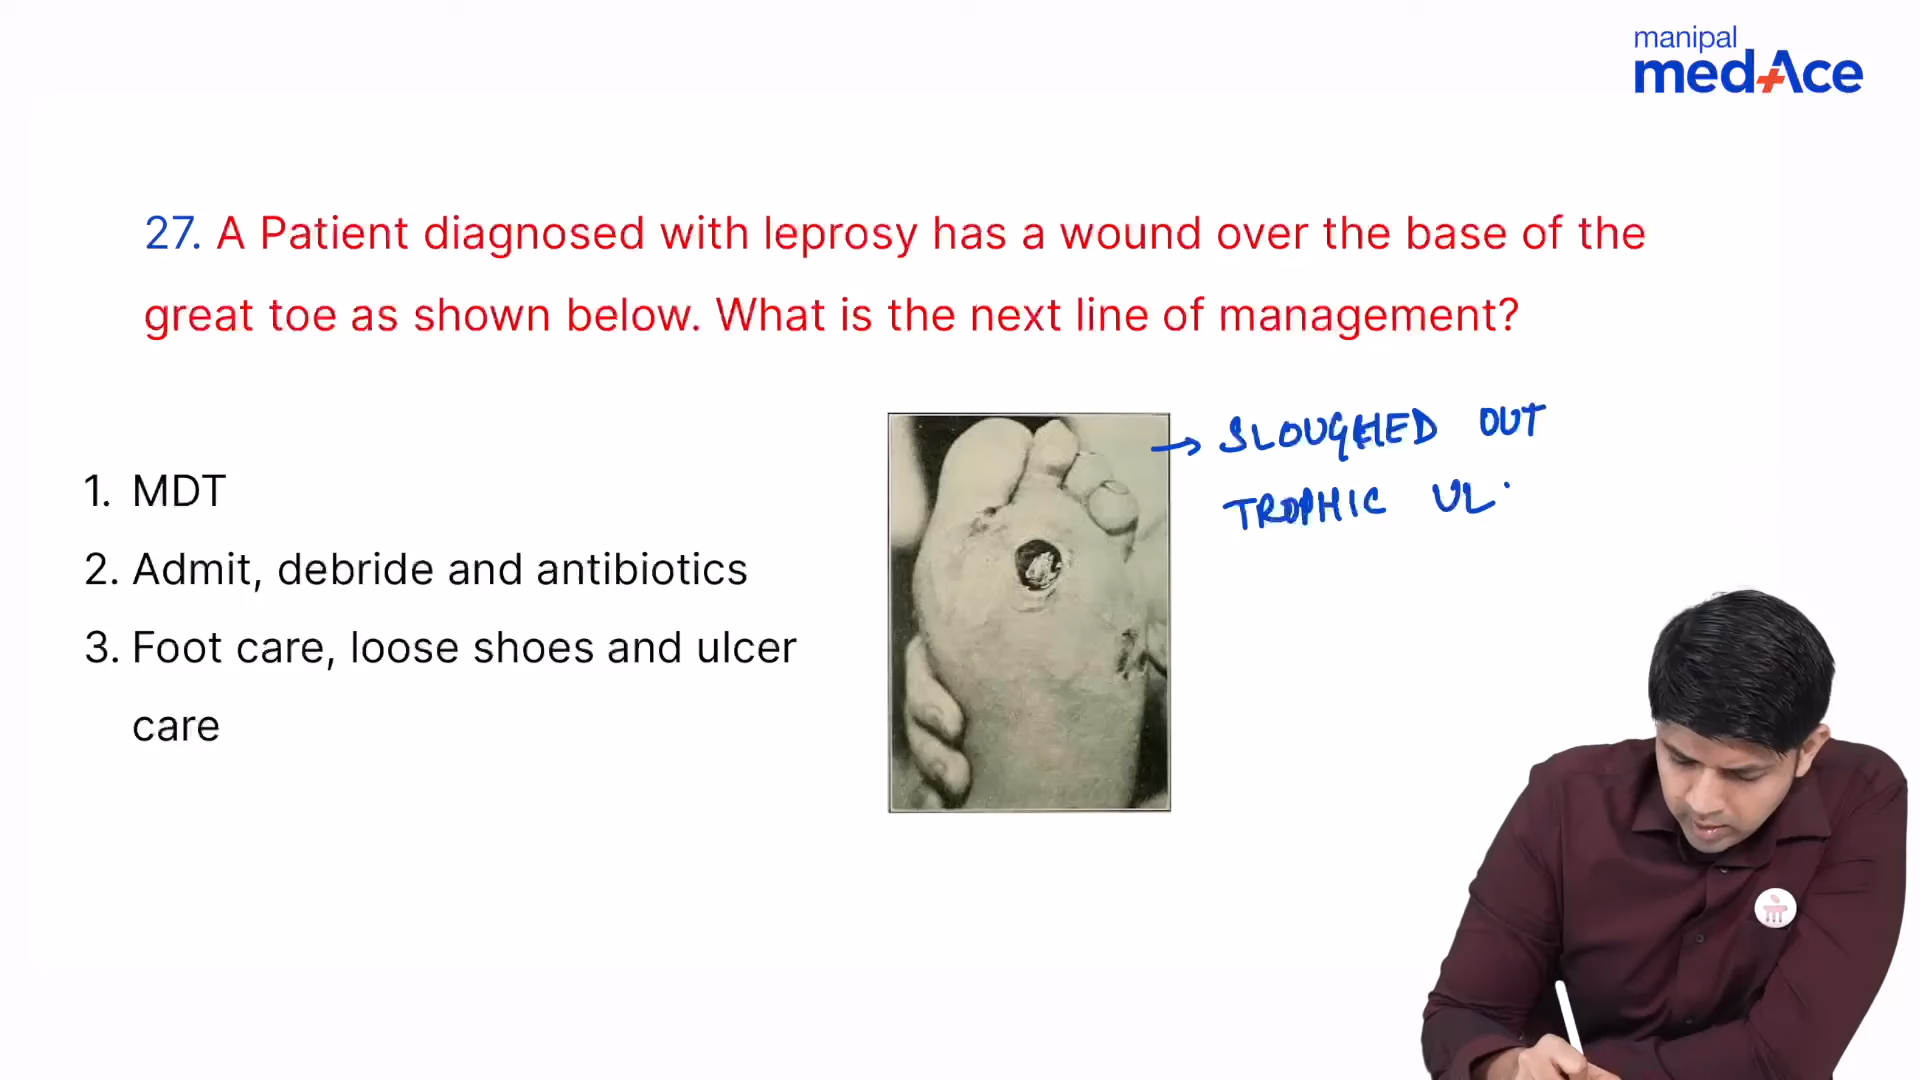 manipal
medAce
27. A Patient diagnosed with leprosy has a wound over the base of the
great toe as shown below. What is the next line of management?
1. MDT
2. Admit, debride and antibiotics
3. Foot care, loose shoes and ulcer
care
→ SLOUGHED OUT
TROPHIC UL.